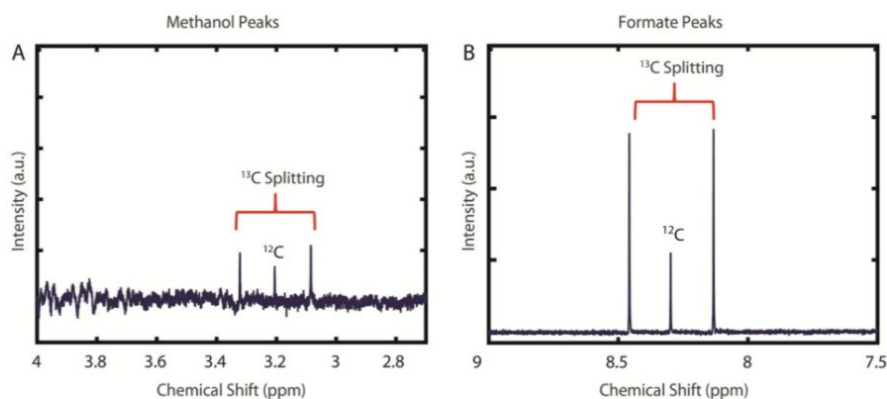 Methanol Peaks
A
¹³C Splitting
¹²C
Intensity (a.u.)
4 3.8 3.6 3.4 3.2 3 2.8
Chemical Shift (ppm)
Formate Peaks
B
¹³C Splitting
¹²C
Intensity (a.u.)
9 8.5 8 7.5
Chemical Shift (ppm)